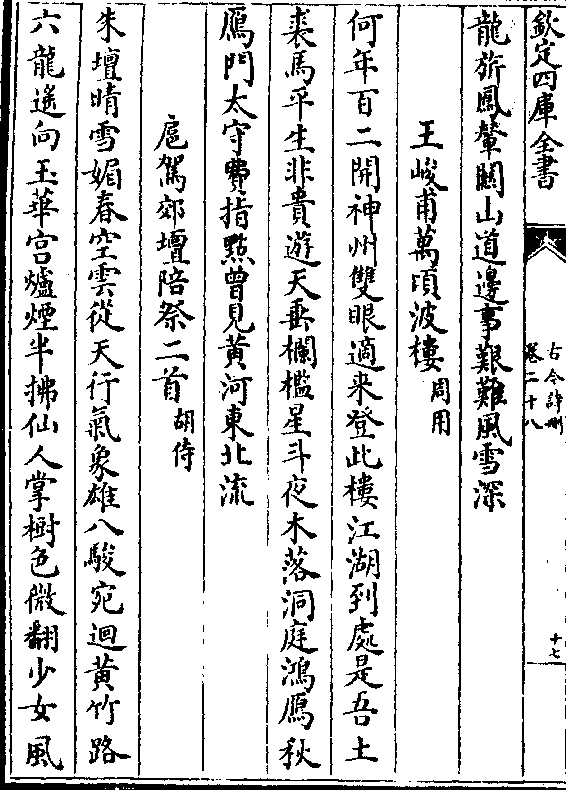 欽定四庫全書
古今詩刪
卷二十八
十七
龍旂鳳輦關山道邊事艱難風雪深
王峻甫萬頃波樓周用
何年百二開神州雙眼適来登此樓江湖到處是吾土
裘馬平生非貴遊天垂欄檻星斗夜木落洞庭鴻鴈秋
鴈門太守費指點曾見黃河東北流
扈駕郊壇陪祭二首胡侍
朱壇晴雪媚春空雲從天行氣象雄八駿宛迴黃竹路
六龍遥向玉華宫爐煙半拂仙人掌樹色微翻少女風